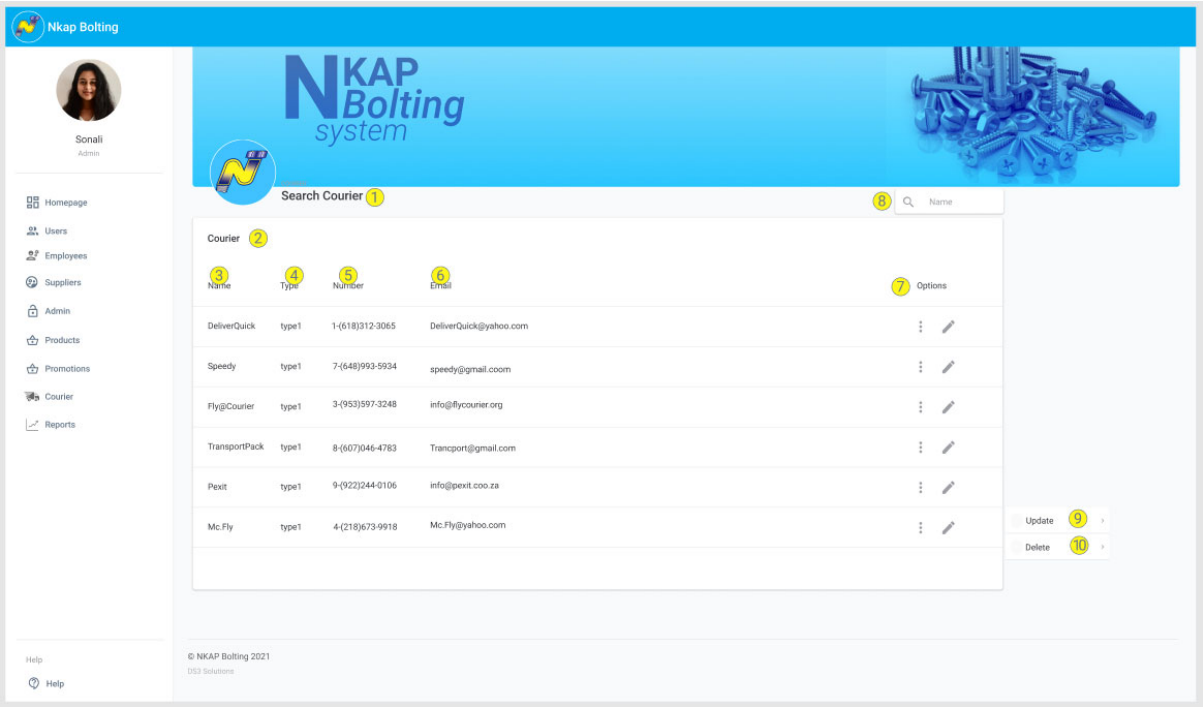 Nkap Bolting
Sonali
Admin
Homepage
Users
Employees
Suppliers
Admin
Products
Promotions
Courier
Reports
Help
Help
NKAP
Bolting
system
Search Courier 1
8 Name
Courier 2
3 4 5 6
Name Type Number Email 7 Options
DeliverQuick type1 1-(618)312-3065 DeliverQuick@yahoo.com
Speedy type1 7-(648)993-5934 speedy@gmail.coom
Fly@Courier type1 3-(953)597-3248 info@flycourier.org
TransportPack type1 8-(607)046-4783 Trancport@gmail.com
Pexit type1 9-(922)244-0106 info@pexit.coo.za
Mc.Fly type1 4-(218)673-9918 Mc.Fly@yahoo.com
Update 9
Delete 10
© NKAP Bolting 2021
DS3 Solutions